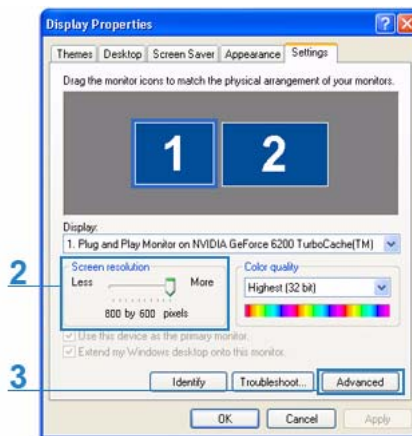 Display Properties
Themes Desktop Screen Saver Appearance Settings
Drag the monitor icons to match the physical arrangement of your monitors.
1 2
Display:
1. Plug and Play Monitor on NVIDIA GeForce 6200 TurboCache(TM)
2
Screen resolution
Less More
800 by 600 pixels
Color quality
Highest (32 bit)
Use this device as the primary monitor.
Extend my Windows desktop onto this monitor.
3
Identify Troubleshoot... Advanced
OK Cancel Apply